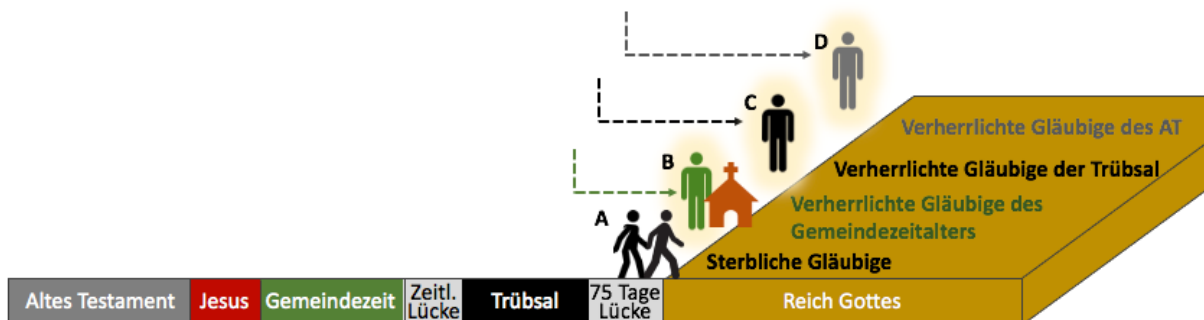 D
Verherrlichte Gläubige des AT
C
Verherrlichte Gläubige der Trübsal
B
Verherrlichte Gläubige des
Gemeindezeitalters
A
Sterbliche Gläubige
Altes Testament
Jesus
Gemeindezeit
Zeitl.
Lücke
Trübsal
75 Tage
Lücke
Reich Gottes